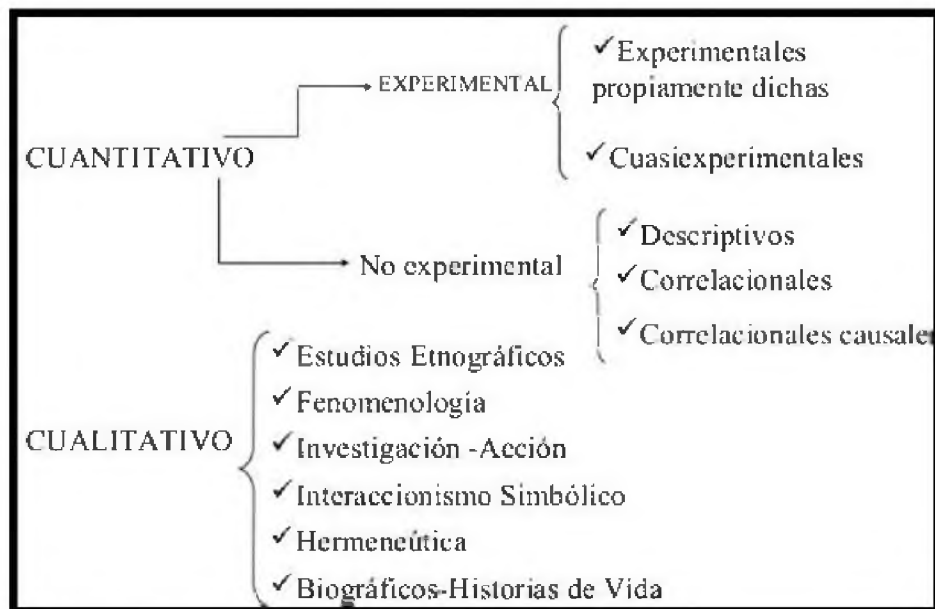 CUANTITATIVO
EXPERIMENTAL
✓Experimentales
propiamente dichas
✓Cuasiexperimentales
No experimental
✓Descriptivos
✓Correlacionales
✓Correlacionales causale
CUALITATIVO
✓Estudios Etnográficos
✓Fenomenología
✓Investigación -Acción
✓Interaccionismo Simbólico
✓Hermeneútica
✓Biográficos-Historias de Vida